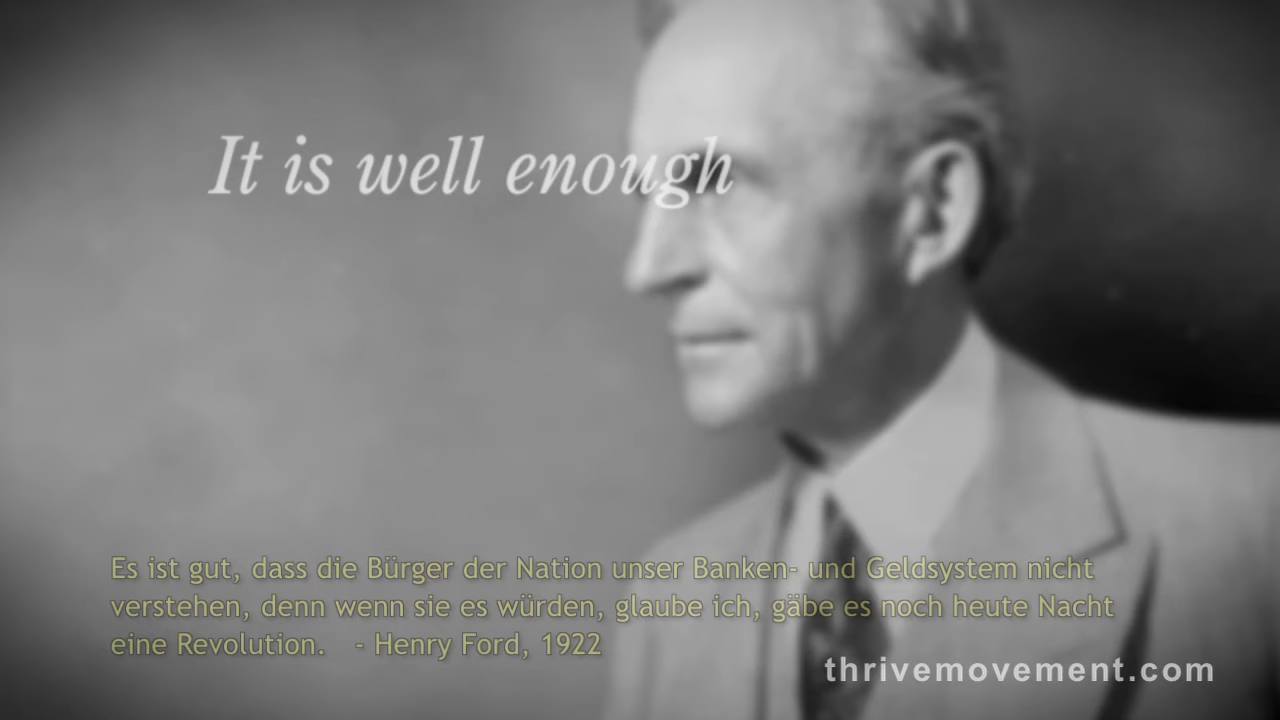 It is well enough
Es ist gut, dass die Bürger der Nation unser Banken- und Geldsystem nicht
verstehen, denn wenn sie es würden, glaube ich, gäbe es noch heute Nacht
eine Revolution. - Henry Ford, 1922
thrivemovement.com